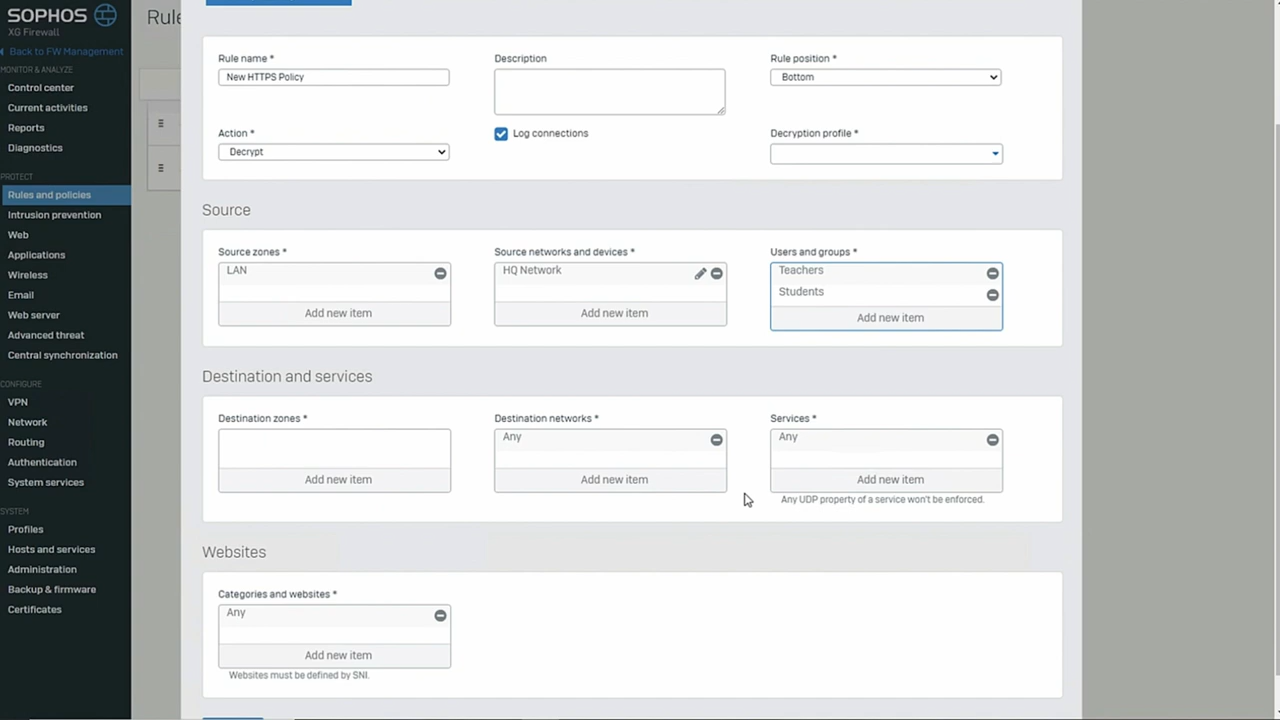 SOPHOS
XG Firewall
Back to FW Management
MONITOR & ANALYZE
Control center
Current activities
Reports
Diagnostics
PROTECT
Rules and policies
Intrusion prevention
Web
Applications
Wireless
Email
Web server
Advanced threat
Central synchronization
CONFIGURE
VPN
Network
Routing
Authentication
System services
SYSTEM
Profiles
Hosts and services
Administration
Backup & firmware
Certificates
Rule
Rule name *
New HTTPS Policy
Description
Rule position *
Bottom
Action *
Decrypt
Log connections
Decryption profile *
Source
Source zones *
LAN
Add new item
Source networks and devices *
HQ Network
Add new item
Users and groups *
Teachers
Students
Add new item
Destination and services
Destination zones *
Add new item
Destination networks *
Any
Add new item
Services *
Any
Add new item
Any UDP property of a service won't be enforced.
Websites
Categories and websites *
Any
Add new item
Websites must be defined by SNI.